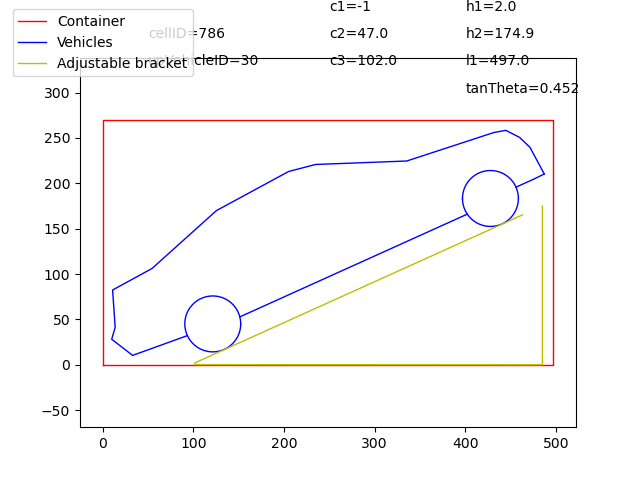 c1=-1 h1=2.0
Container
cellID=786 c2=47.0 h2=174.9
Vehicles
cleID=30 c3=102.0 l1=497.0
Adjustable bracket
tanTheta=0.452
300
250
200
150
100
50
0
−50
0 100 200 300 400 500